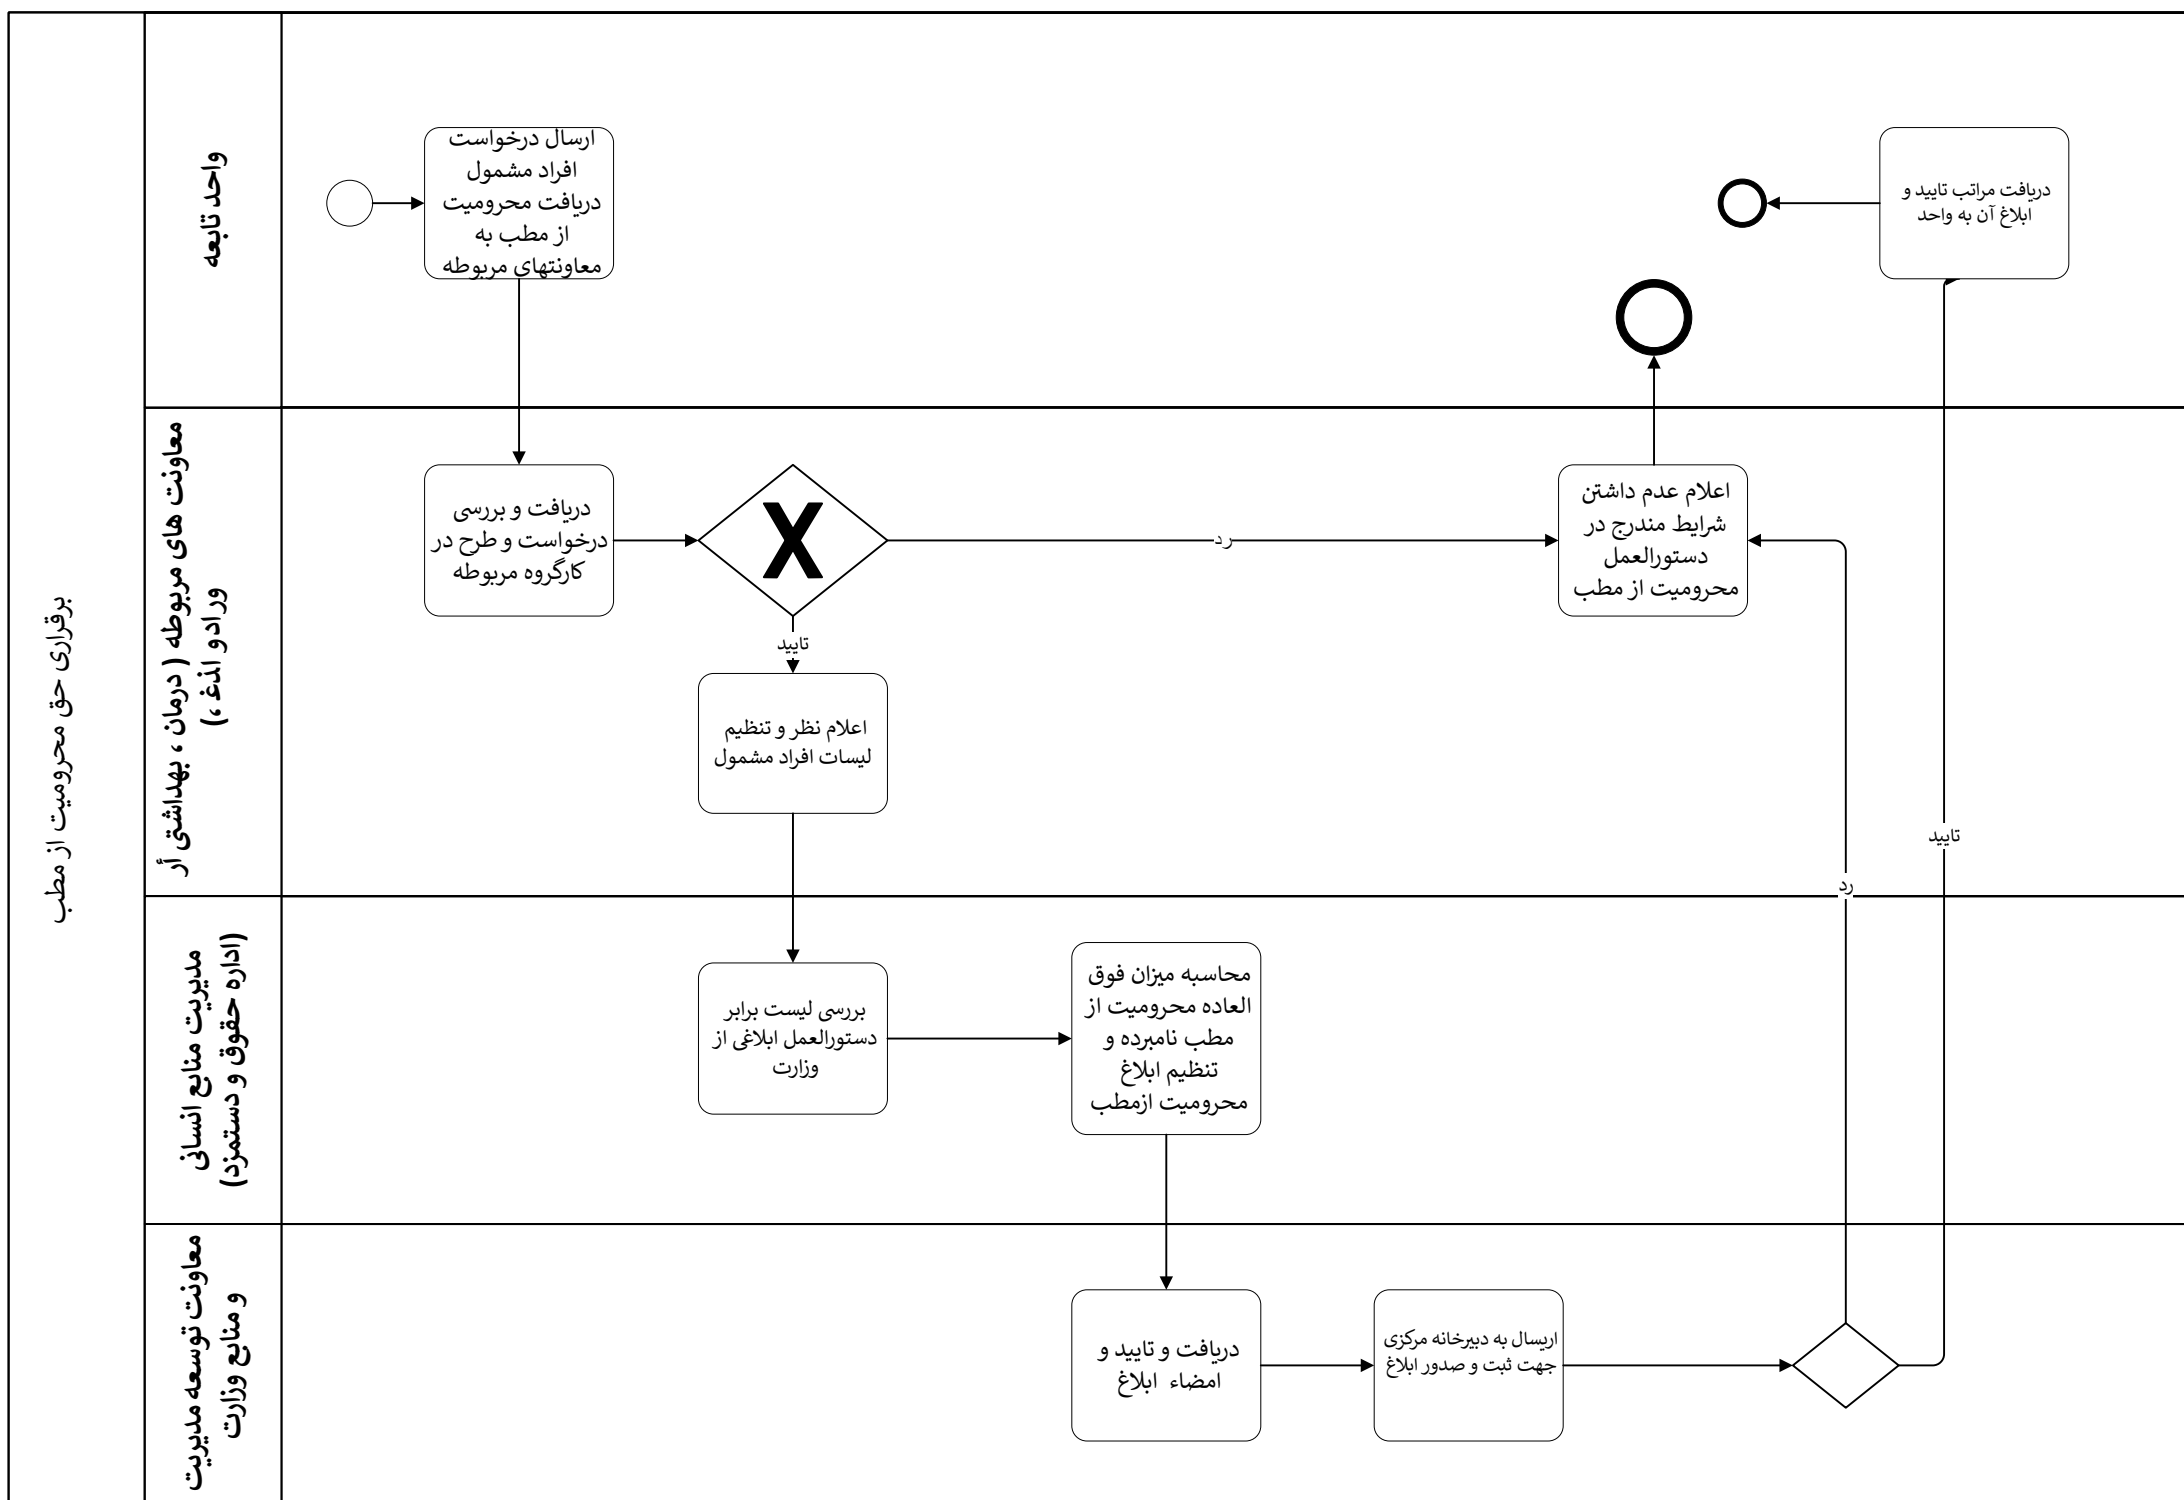 برقراری حق محرومیت از مطب
واحد تابعه
ارسال درخواست
افراد مشمول
دریافت محرومیت
از مطب به
معاونتهای مربوطه
دریافت مراتب تایید و
ابلاغ آن به واحد
معاونت های مربوطه ( درمان ، بهداشتی أر
ور ادو الذغ ،)
دریافت و بررسی
درخواست و طرح در
کارگروه مربوطه
رد
تایید
اعلام عدم داشتن
شرایط مندرج در
دستورالعمل
محرومیت از مطب
اعلام نظر و تنظیم
لیسات افراد مشمول
تایید
رد
مدیریت منابع انسانی
(اداره حقوق و دستمزد)
بررسی لیست برابر
دستورالعمل ابلاغی از
وزارت
محاسبه میزان فوق
العاده محرومیت از
مطب نامبرده و
تنظیم ابلاغ
محرومیت ازمطب
معاونت توسعه مدیریت
و منابع وزارت
دریافت و تایید و
امضاء ابلاغ
اریسال به دبیرخانه مرکزی
جهت ثبت و صدور ابلاغ